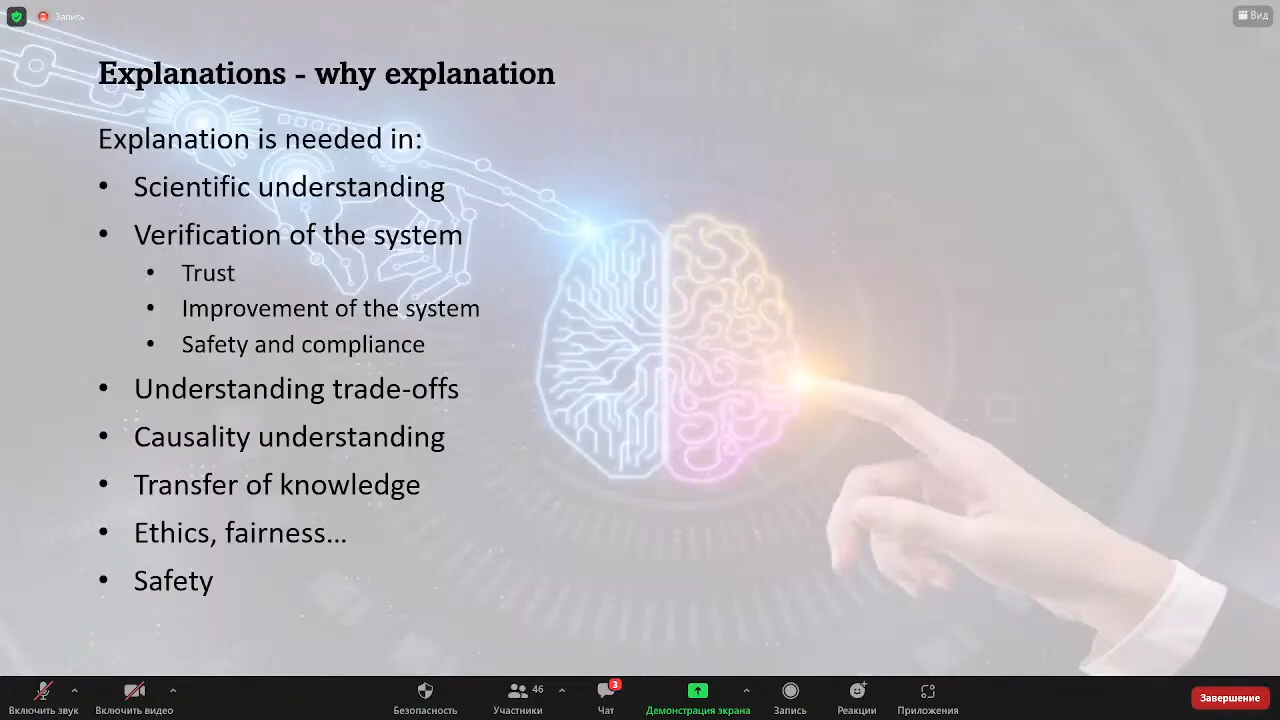 Запись
Вид
Explanations - why explanation
Explanation is needed in:
• Scientific understanding
• Verification of the system
• Trust
• Improvement of the system
• Safety and compliance
• Understanding trade-offs
• Causality understanding
• Transfer of knowledge
• Ethics, fairness...
• Safety
46
3
Включить звук
Включить видео
Безопасность
Участники
Чат
Демонстрация экрана
Запись
Реакции
Приложения
Завершение